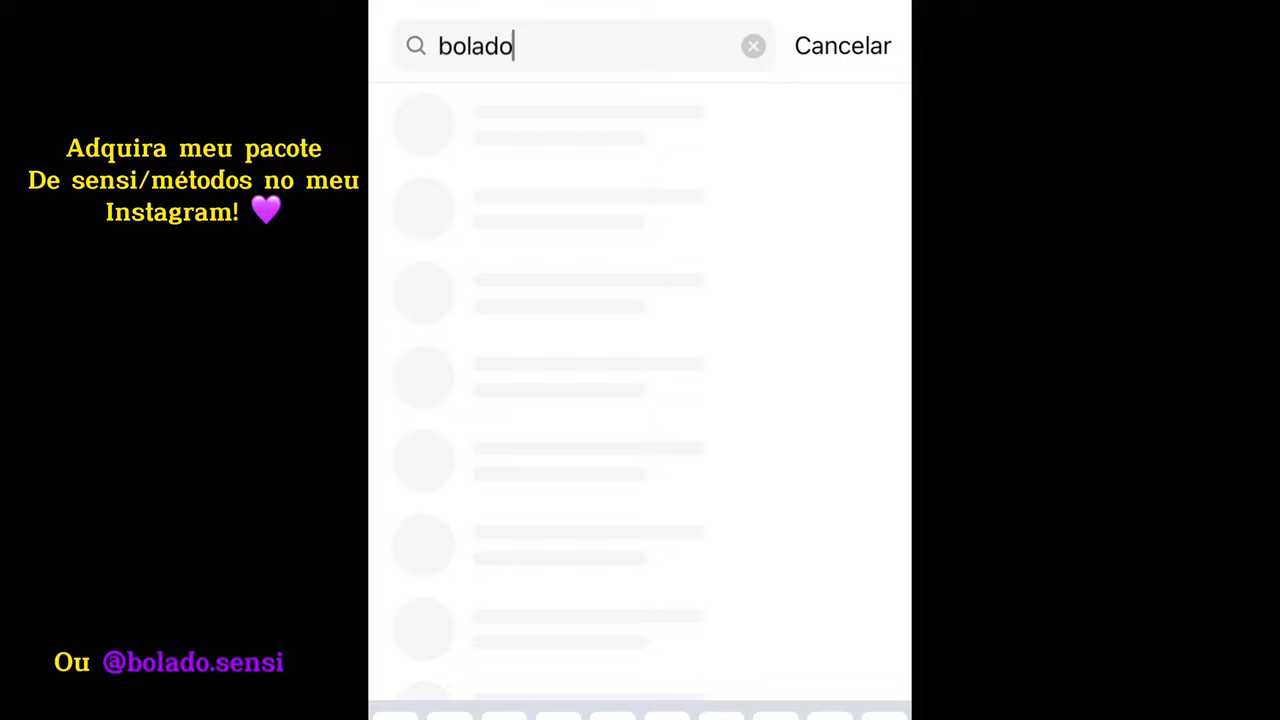 bolado
Cancelar
Adquira meu pacote
De sensi/métodos no meu
Instagram! 💜
Ou @bolado.sensi